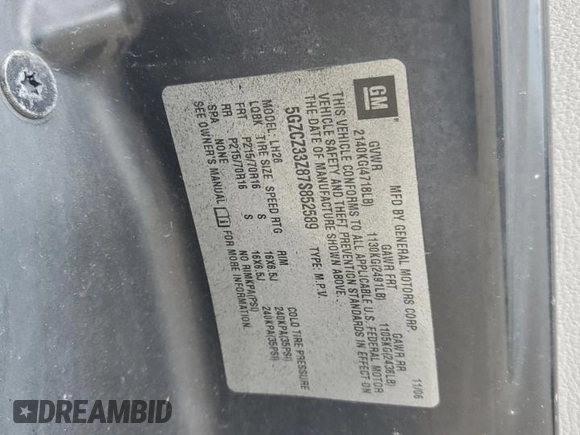 GM
MFD BY GENERAL MOTORS CORP. 11/06
GVWR GAWR FRT GAWR RR
2140KG(4718LB) 1130KG(2491LB) 1105KG(2436LB)
THIS VEHICLE CONFORMS TO ALL APPLICABLE U.S. FEDERAL MOTOR
VEHICLE SAFETY AND THEFT PREVENTION STANDARDS IN EFFECT ON
THE DATE OF MANUFACTURE SHOWN ABOVE.
5GZCZ33Z87S852589 TYPE: M.P.V.
MODEL: LH26
LQBK TIRE SIZE SPEED RTG RIM COLD TIRE PRESSURE
FRT P215/70R16 S 16X6.5J 240KPA(35PSI)
RR P215/70R16 S 16X6.5J 240KPA(35PSI)
SPA NONE NO RIMKPA(PSI)
SEE OWNER'S MANUAL FOR MORE INFORMATION.
DREAMBID